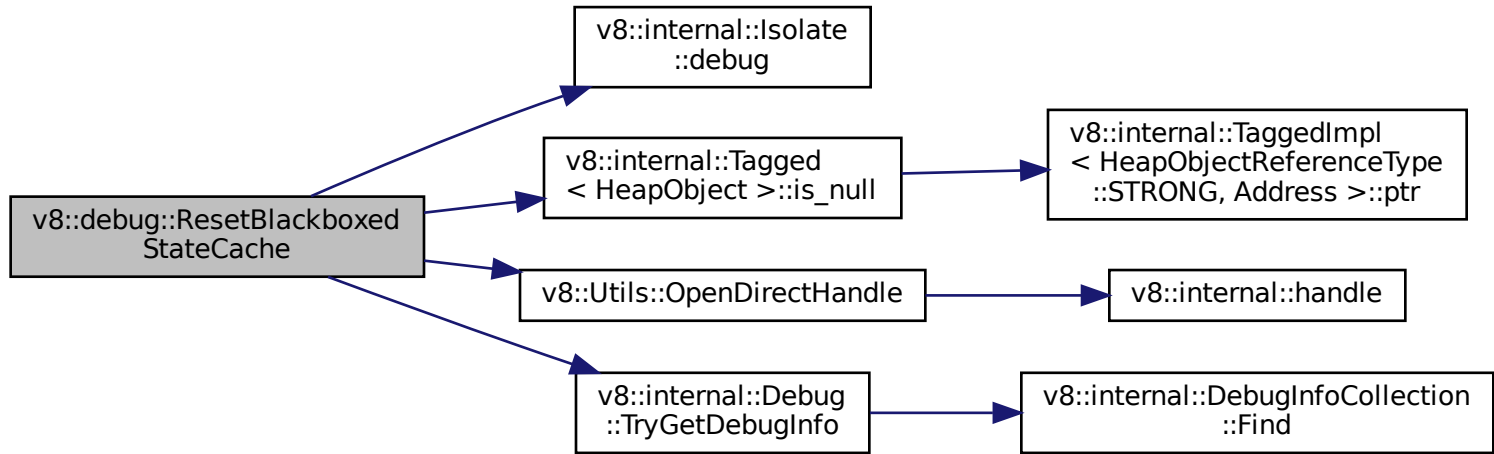 v8::debug::ResetBlackboxed
StateCache
v8::internal::Isolate
::debug
v8::internal::Tagged
< HeapObject >::is_null
v8::internal::TaggedImpl
< HeapObjectReferenceType
::STRONG, Address >::ptr
v8::Utils::OpenDirectHandle
v8::internal::handle
v8::internal::Debug
::TryGetDebugInfo
v8::internal::DebugInfoCollection
::Find